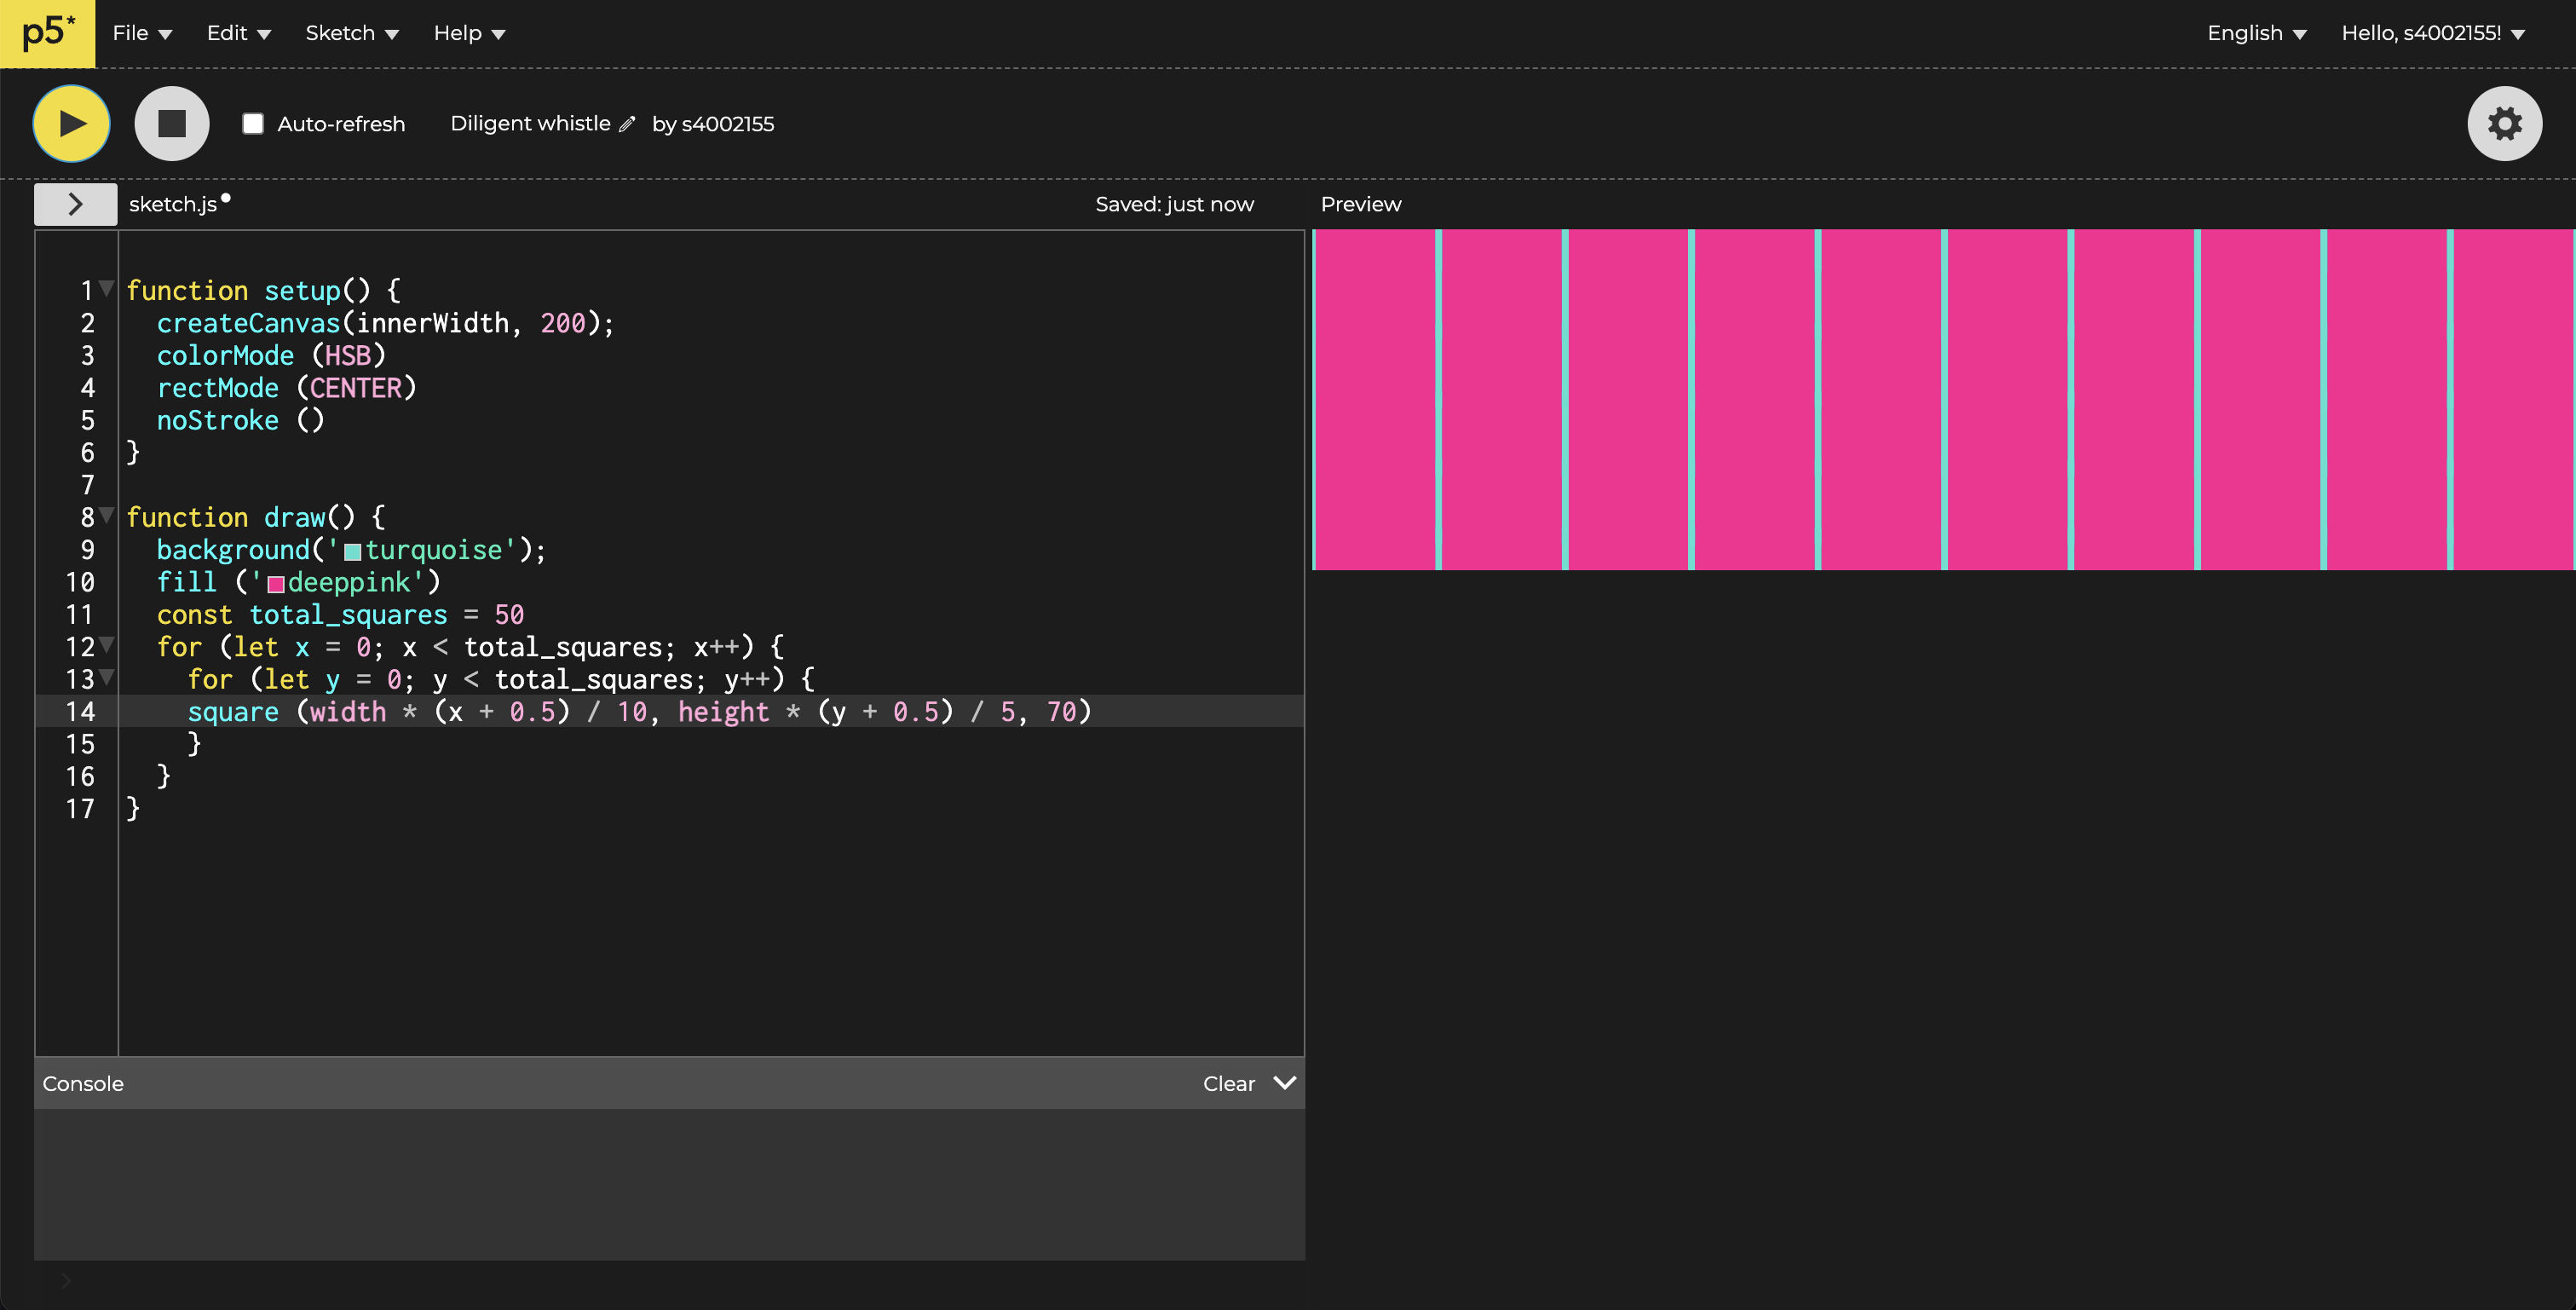 p5* File Edit Sketch Help English Hello, s4002155!
Auto-refresh Diligent whistle by s4002155
sketch.js Saved: just now Preview
1 function setup() {
2   createCanvas(innerWidth, 200);
3   colorMode (HSB)
4   rectMode (CENTER)
5   noStroke ()
6 }
7
8 function draw() {
9   background('turquoise');
10   fill ('deeppink')
11   const total_squares = 50
12   for (let x = 0; x < total_squares; x++) {
13     for (let y = 0; y < total_squares; y++) {
14     square (width * (x + 0.5) / 10, height * (y + 0.5) / 5, 70)
15     }
16   }
17 }
Console Clear